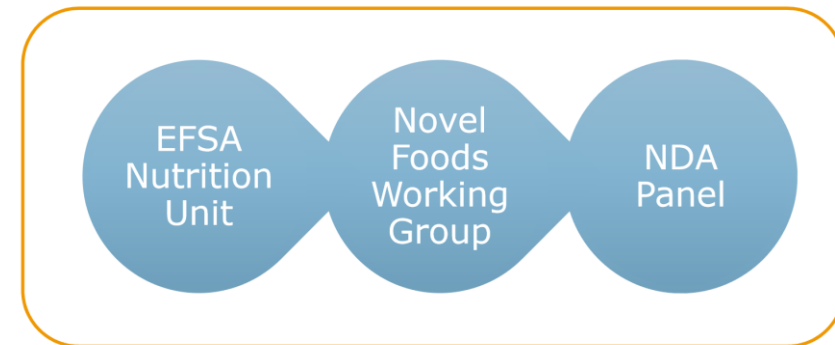 EFSA
Nutrition
Unit
Novel
Foods
Working
Group
NDA
Panel